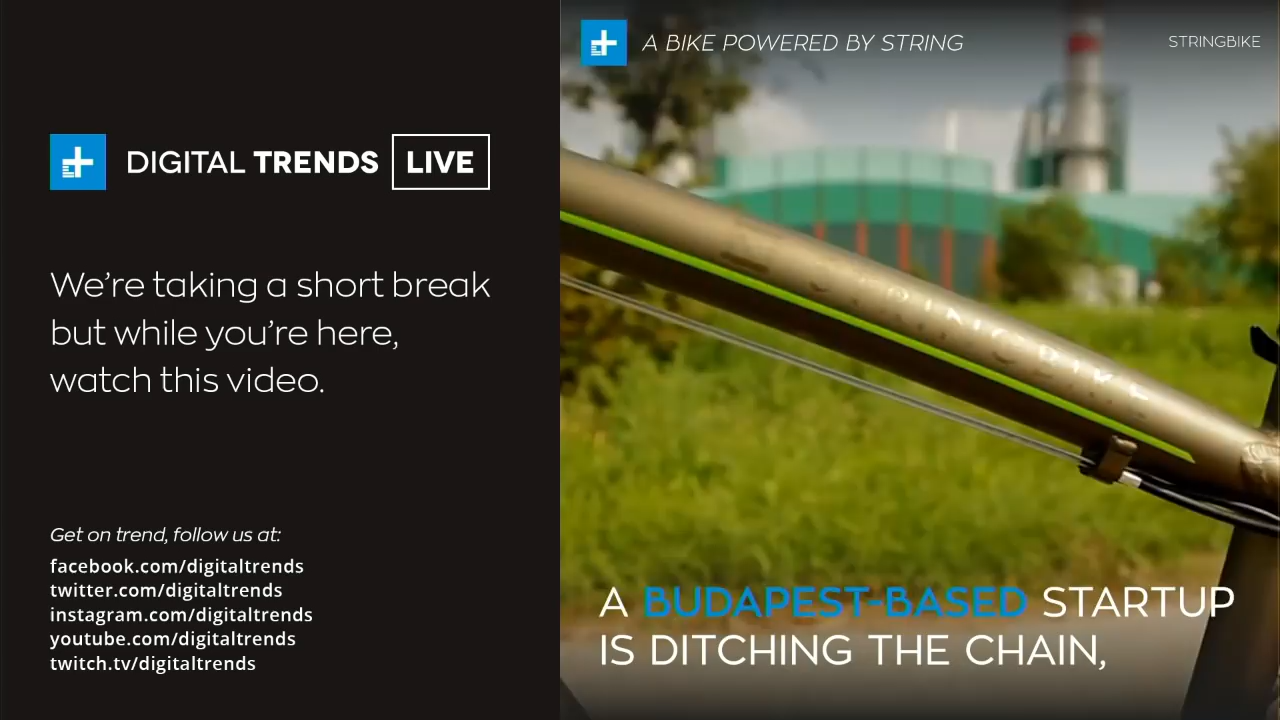 DIGITAL TRENDS LIVE
We're taking a short break
but while you're here,
watch this video.
Get on trend, follow us at:
facebook.com/digitaltrends
twitter.com/digitaltrends
instagram.com/digitaltrends
youtube.com/digitaltrends
twitch.tv/digitaltrends
A BIKE POWERED BY STRING
STRINGBIKE
STRINGBIKE
A BUDAPEST-BASED STARTUP
IS DITCHING THE CHAIN,